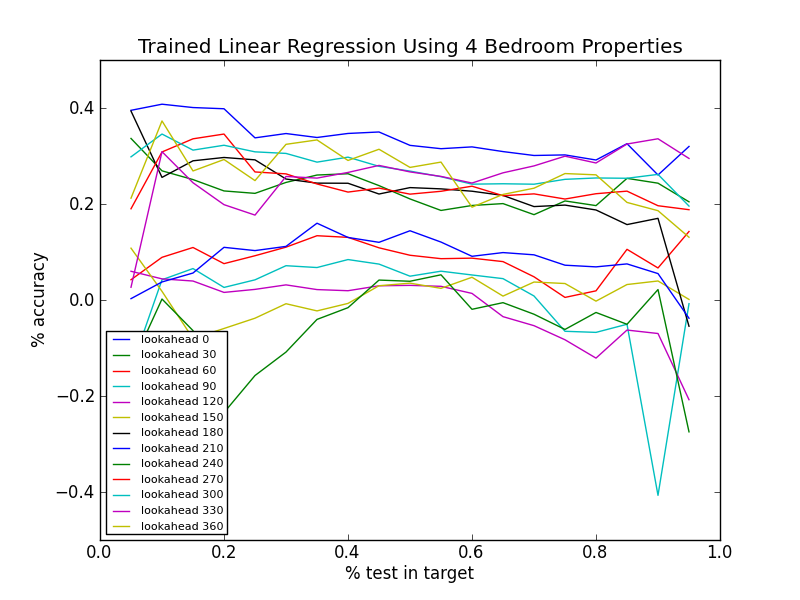 Trained Linear Regression Using 4 Bedroom Properties
% accuracy
0.4
0.2
0.0
−0.2
−0.4
lookahead 0
lookahead 30
lookahead 60
lookahead 90
lookahead 120
lookahead 150
lookahead 180
lookahead 210
lookahead 240
lookahead 270
lookahead 300
lookahead 330
lookahead 360
0.0 0.2 0.4 0.6 0.8 1.0
% test in target